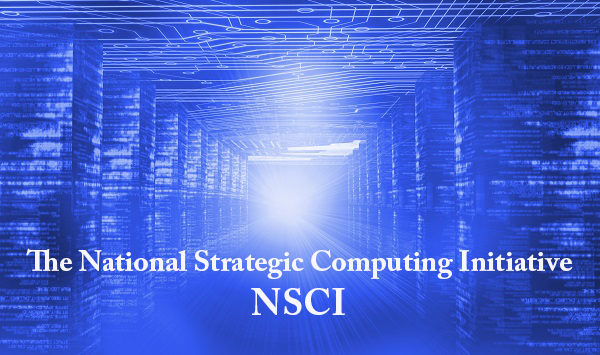 The National Strategic Computing Initiative
NSCI